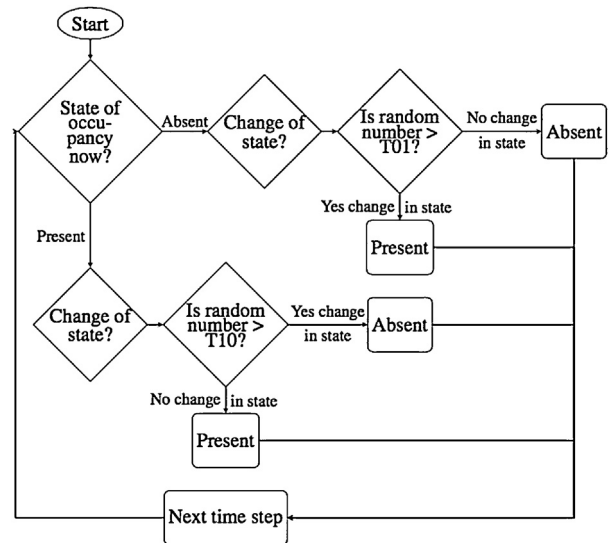 Start
State of
occu-
pancy
now?
Absent
Change of
state?
Is random
number >
T01?
No change
in state
Absent
Yes change in state
Present
Present
Change of
state?
Is random
number >
T10?
Yes change
in state
Absent
No change in state
Present
Next time step